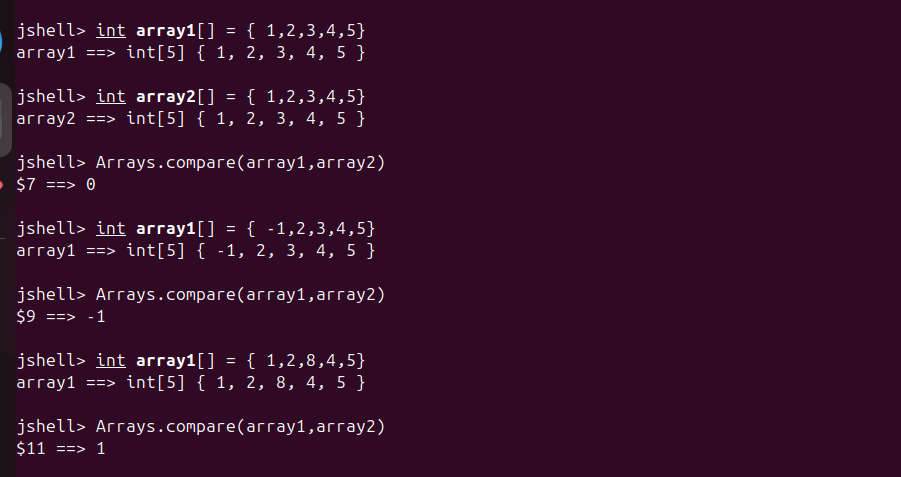 jshell> int array1[] = { 1,2,3,4,5}
array1 ==> int[5] { 1, 2, 3, 4, 5 }
jshell> int array2[] = { 1,2,3,4,5}
array2 ==> int[5] { 1, 2, 3, 4, 5 }
jshell> Arrays.compare(array1,array2)
$7 ==> 0
jshell> int array1[] = { -1,2,3,4,5}
array1 ==> int[5] { -1, 2, 3, 4, 5 }
jshell> Arrays.compare(array1,array2)
$9 ==> -1
jshell> int array1[] = { 1,2,8,4,5}
array1 ==> int[5] { 1, 2, 8, 4, 5 }
jshell> Arrays.compare(array1,array2)
$11 ==> 1